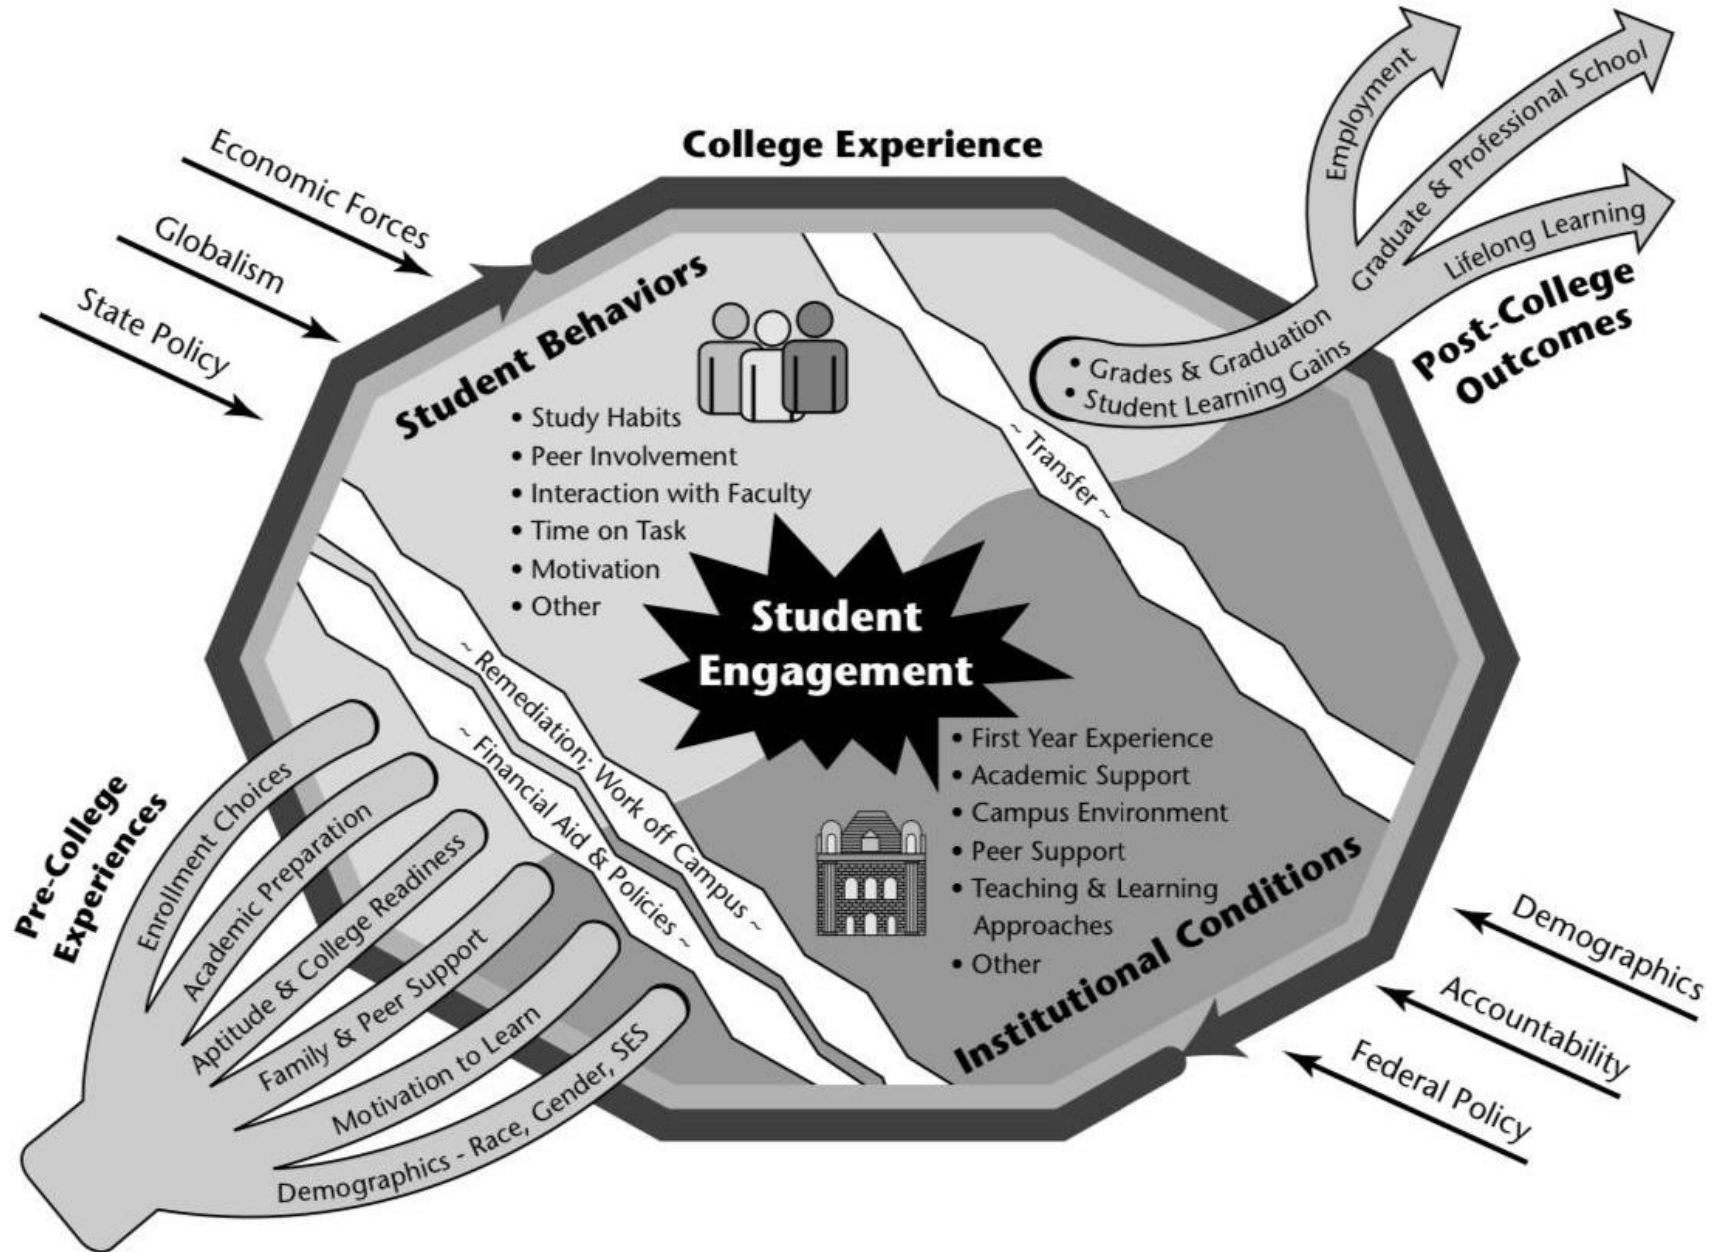 College Experience
Economic Forces
Globalism
State Policy
Employment
Graduate & Professional School
Lifelong Learning
Post-College
Outcomes
• Grades & Graduation
• Student Learning Gains
Student Behaviors
• Study Habits
• Peer Involvement
• Interaction with Faculty
• Time on Task
• Motivation
• Other
~ Transfer ~
Student
Engagement
~ Remediation; Work off Campus ~
~ Financial Aid & Policies ~
• First Year Experience
• Academic Support
• Campus Environment
• Peer Support
• Teaching & Learning
Approaches
• Other
Institutional Conditions
Pre-College
Experiences
Enrollment Choices
Academic Preparation
Aptitude & College Readiness
Family & Peer Support
Motivation to Learn
Demographics - Race, Gender, SES
Demographics
Accountability
Federal Policy